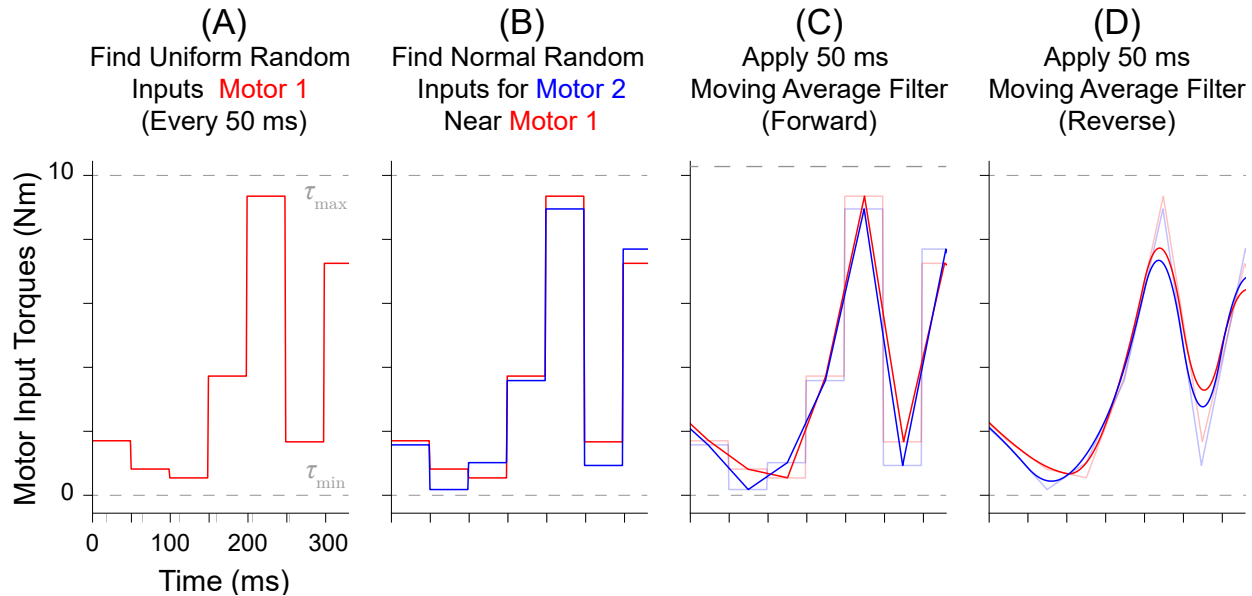 (A)
Find Uniform Random
Inputs Motor 1
(Every 50 ms)
(B)
Find Normal Random
Inputs for Motor 2
Near Motor 1
(C)
Apply 50 ms
Moving Average Filter
(Forward)
(D)
Apply 50 ms
Moving Average Filter
(Reverse)
Motor Input Torques (Nm)
10
0
τmax
τmin
0 100 200 300
Time (ms)